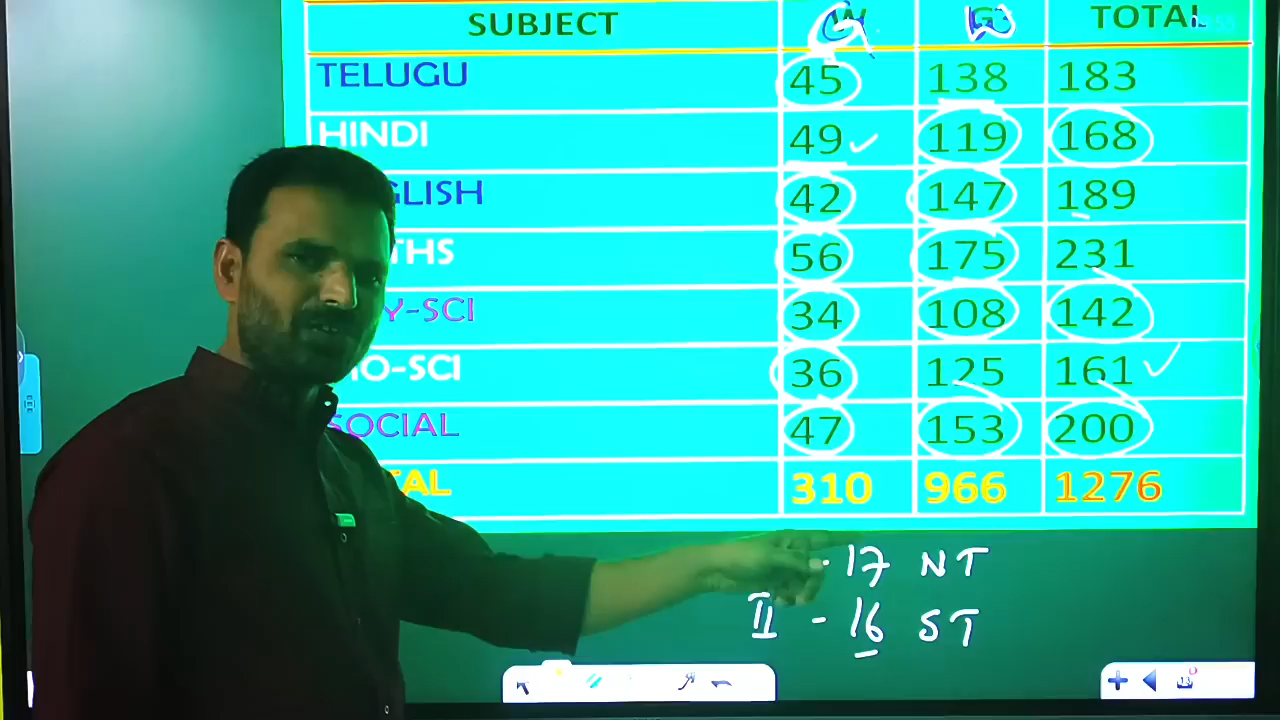 SUBJECT W G TOTAL
TELUGU 45 138 183
HINDI 49 119 168
GLISH 42 147 189
THS 56 175 231
Y-SCI 34 108 142
IO-SCI 36 125 161
SOCIAL 47 153 200
TAL 310 966 1276
- 17 NT
II - 16 ST